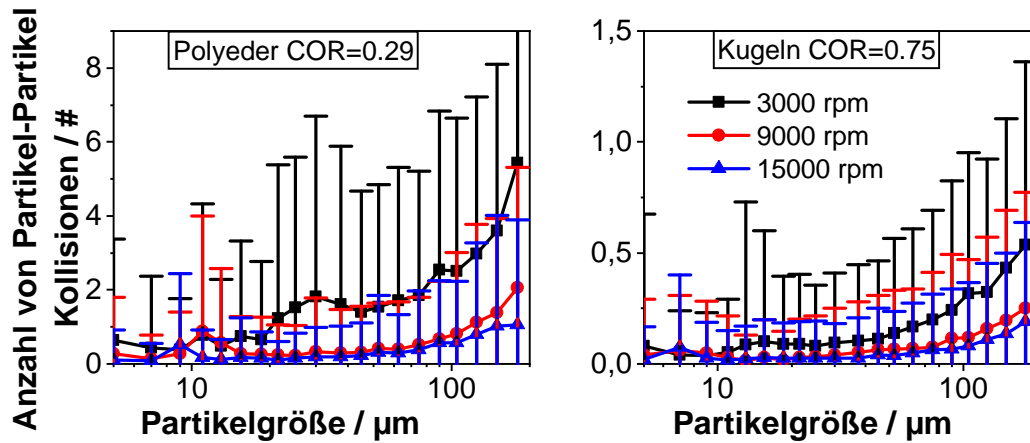 Anzahl von Partikel-Partikel
Kollisionen / #
Polyeder COR=0.29
8
6
4
2
0
10
100
Partikelgröße / µm
Kugeln COR=0.75
3000 rpm
9000 rpm
15000 rpm
1,5
1,0
0,5
0,0
10
100
Partikelgröße / µm